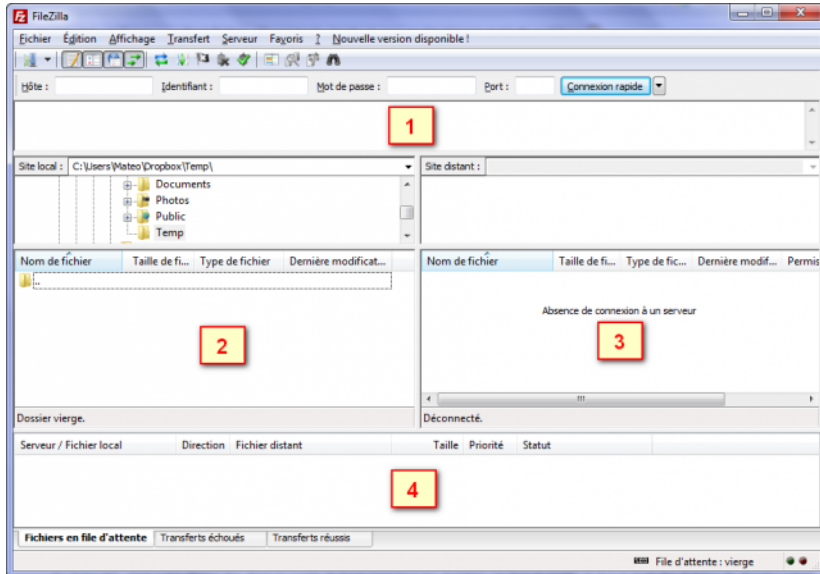 FileZilla
Fichier Édition Affichage Transfert Serveur Favoris ? Nouvelle version disponible !
Hôte : Identifiant : Mot de passe : Port : Connexion rapide
1
Site local : C:\Users\Mateo\Dropbox\Temp\ Site distant :
Documents
Photos
Public
Temp
Nom de fichier Taille de fi... Type de fichier Dernière modificat... Nom de fichier Taille de fi... Type de fic... Dernière modif... Permis
..
Absence de connexion à un serveur
2 3
Dossier vierge. Déconnecté.
Serveur / Fichier local Direction Fichier distant Taille Priorité Statut
4
Fichiers en file d'attente Transferts échoués Transferts réussis
File d'attente : vierge